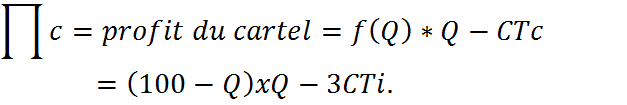 ∏ c = profit du cartel = f(Q) * Q − CTc
= (100 − Q)xQ − 3CTi.